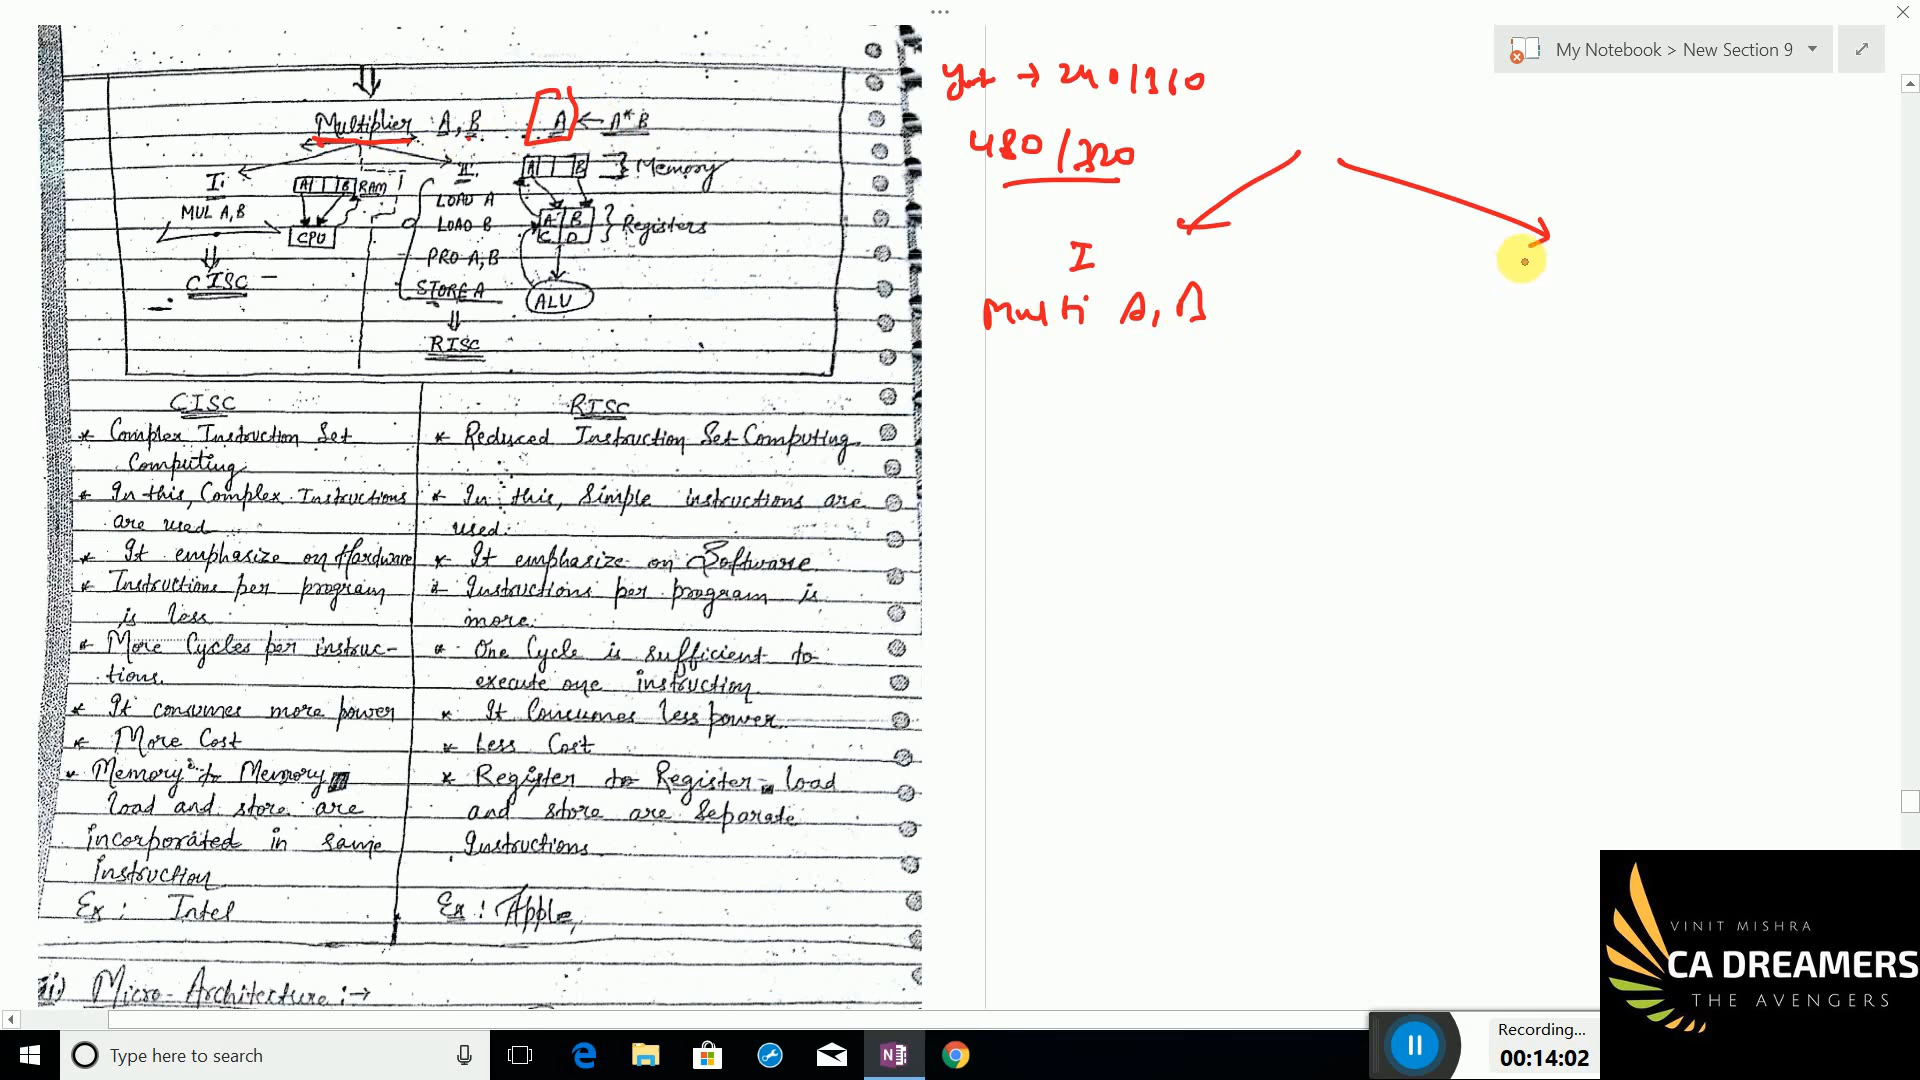 My Notebook > New Section 9
→ 240/360
480/320
I
Multi A, B
Multiplier A, B A ← A*B
I. II. A B } Memory
A B RAM LOAD A
MUL A, B LOAD B A B } Registers
CPU C D
CISC PRO A, B
STORE A ALU
RISC
CISC
* Complex Instruction Set
Computing
* In this, Complex Instructions
are used
* It emphasize on Hardware
* Instructions per program
is less
* More Cycles per instruc-
tions.
* It consumes more power
* More Cost
* Memory to Memory
load and store are
incorporated in same
instruction
Ex: Intel
RISC
* Reduced Instruction Set Computing
* In this, Simple instructions are
used.
* It emphasize on Software
* Instructions per program is
more.
* One Cycle is sufficient to
execute one instruction
* It Consumes less power
* Less Cost
* Register to Register load
and store are Separate
Instructions.
Ex: Apple,
ii) Micro-Architecture:→
VINIT MISHRA
CA DREAMERS
THE AVENGERS
Type here to search
Recording...
00:14:02